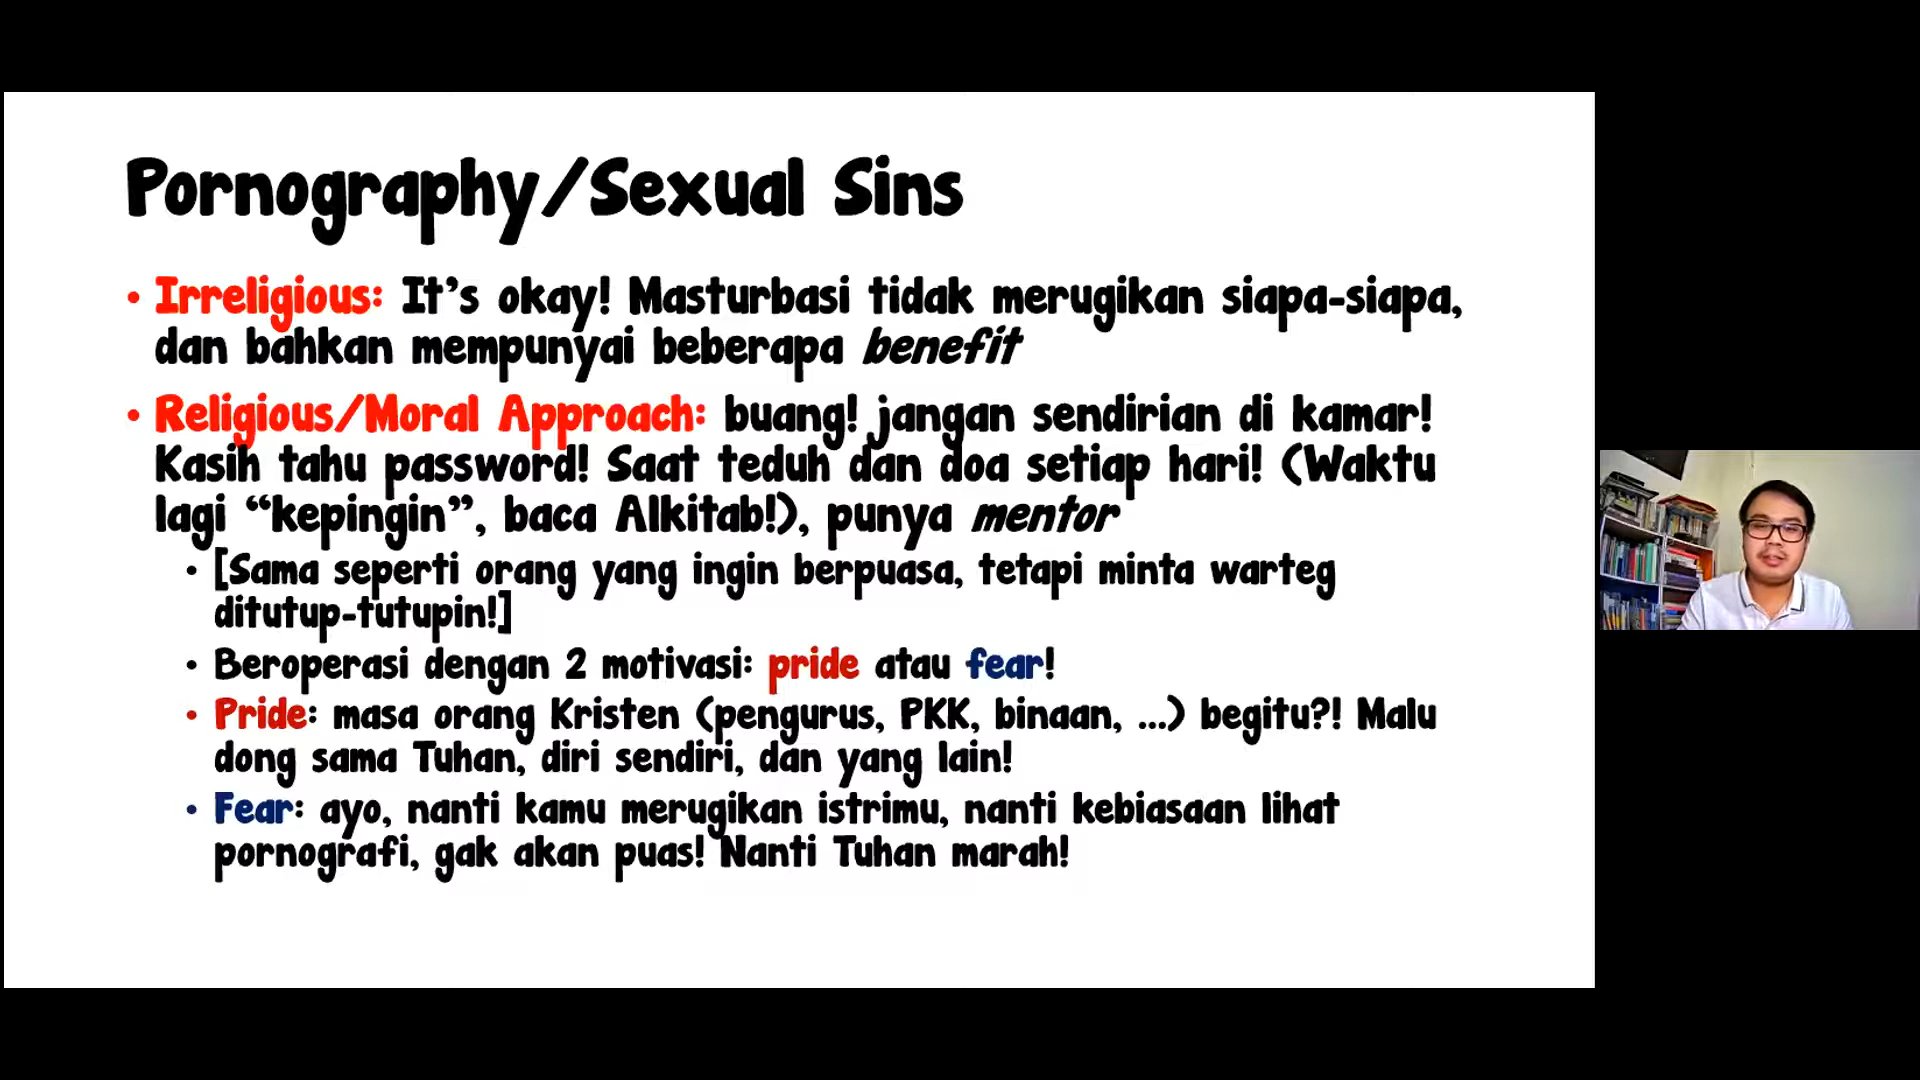 Pornography/Sexual Sins
• Irreligious: It's okay! Masturbasi tidak merugikan siapa-siapa,
dan bahkan mempunyai beberapa benefit
• Religious/Moral Approach: buang! jangan sendirian di kamar!
Kasih tahu password! Saat teduh dan doa setiap hari! (Waktu
lagi “kepingin”, baca Alkitab!), punya mentor
• [Sama seperti orang yang ingin berpuasa, tetapi minta warteg
ditutup-tutupin!]
• Beroperasi dengan 2 motivasi: pride atau fear!
• Pride: masa orang Kristen (pengurus, PKK, binaan, ...) begitu?! Malu
dong sama Tuhan, diri sendiri, dan yang lain!
• Fear: ayo, nanti kamu merugikan istrimu, nanti kebiasaan lihat
pornografi, gak akan puas! Nanti Tuhan marah!